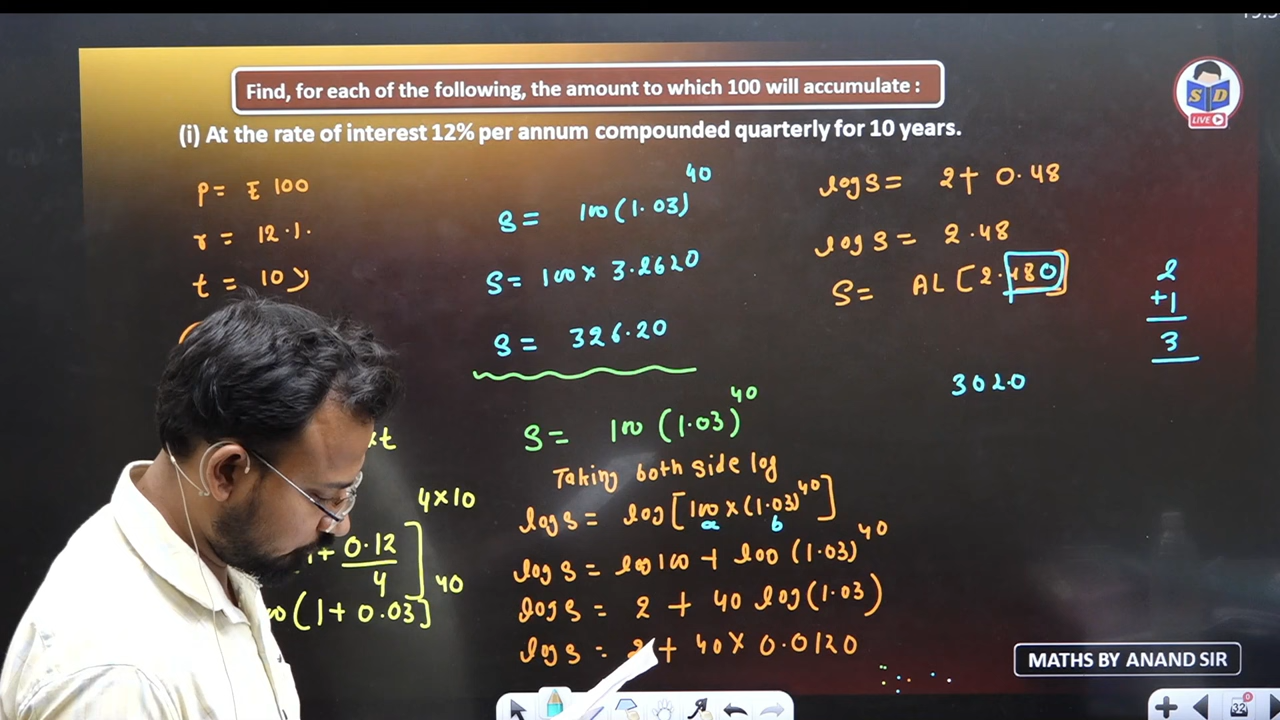 Find, for each of the following, the amount to which 100 will accumulate :
(i) At the rate of interest 12% per annum compounded quarterly for 10 years.
S D
LIVE
P = ₹ 100
r = 12 %
t = 10 y
×t
4×10
1 + 0.12/4 ]
40
(1 + 0.03)
S = 100 (1.03)^40
S = 100 × 3.2620
S = 326.20
S = 100 (1.03)^40
Taking both side log
log S = log [100 × (1.03)^40]
a b
log S = log 100 + log (1.03)^40
log S = 2 + 40 log (1.03)
log S = 2 + 40 × 0.0120
log S = 2 + 0.48
log S = 2.48
S = AL [2.480]
2
+1
3
3020
MATHS BY ANAND SIR
32